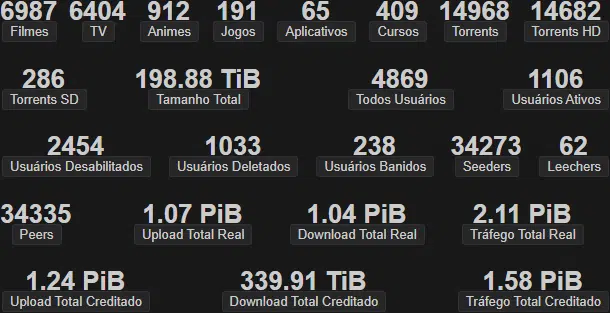 6987 6404 912 191 65 409 14968 14682
Filmes TV Animes Jogos Aplicativos Cursos Torrents Torrents HD
286 198.88 TiB 4869 1106
Torrents SD Tamanho Total Todos Usuários Usuários Ativos
2454 1033 238 34273 62
Usuários Desabilitados Usuários Deletados Usuários Banidos Seeders Leechers
34335 1.07 PiB 1.04 PiB 2.11 PiB
Peers Upload Total Real Download Total Real Tráfego Total Real
1.24 PiB 339.91 TiB 1.58 PiB
Upload Total Creditado Download Total Creditado Tráfego Total Creditado